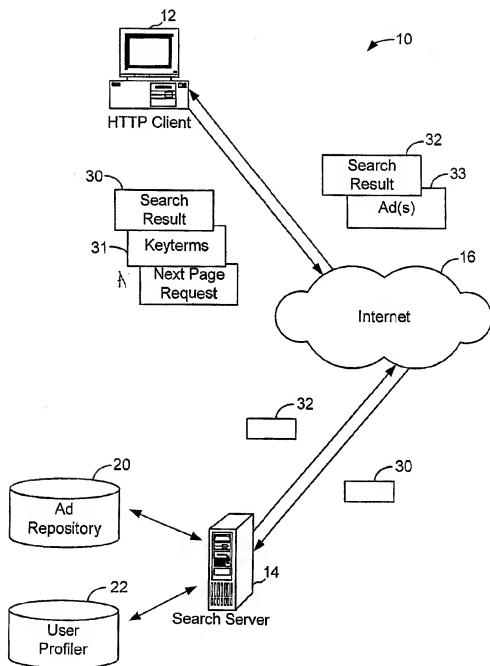 12
10
HTTP Client
32
Search
Result
33
Ad(s)
30
Search
Result
31
Keyterms
Next Page
Request
16
Internet
32
30
20
Ad
Repository
14
Search Server
22
User
Profiler